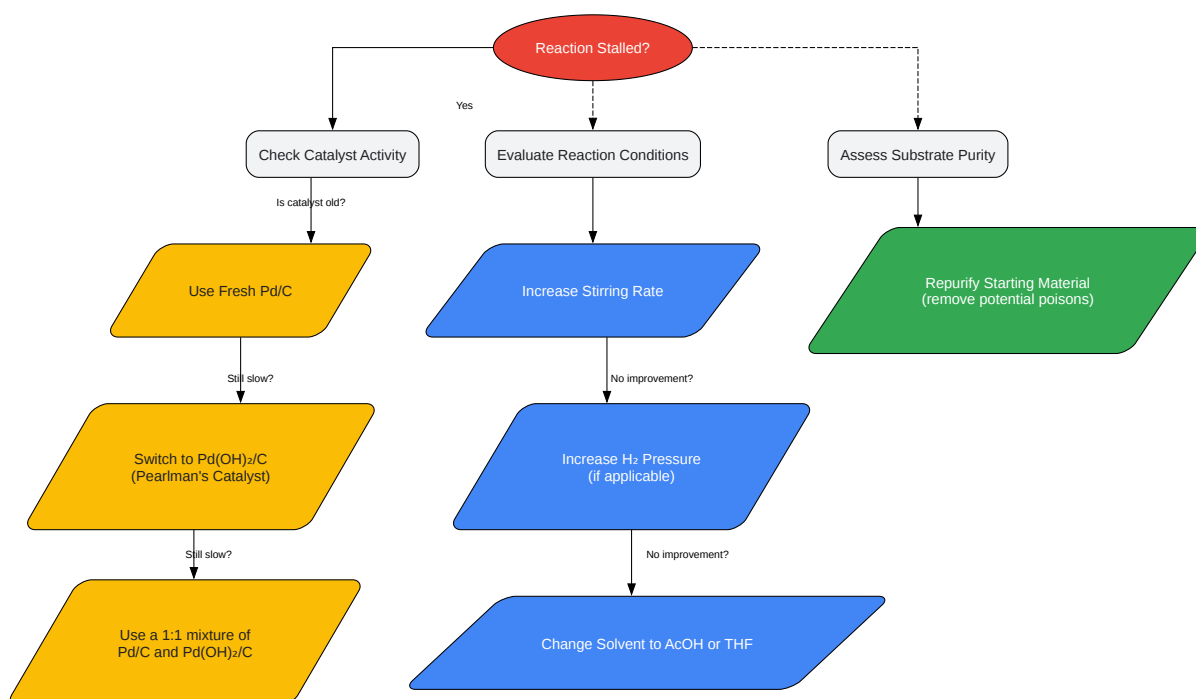 Reaction Stalled?
Yes
Check Catalyst Activity
Evaluate Reaction Conditions
Assess Substrate Purity
Is catalyst old?
Use Fresh Pd/C
Increase Stirring Rate
Repurify Starting Material
(remove potential poisons)
Still slow?
No improvement?
Switch to Pd(OH)₂/C
(Pearlman's Catalyst)
Increase H₂ Pressure
(if applicable)
Still slow?
No improvement?
Use a 1:1 mixture of
Pd/C and Pd(OH)₂/C
Change Solvent to AcOH or THF